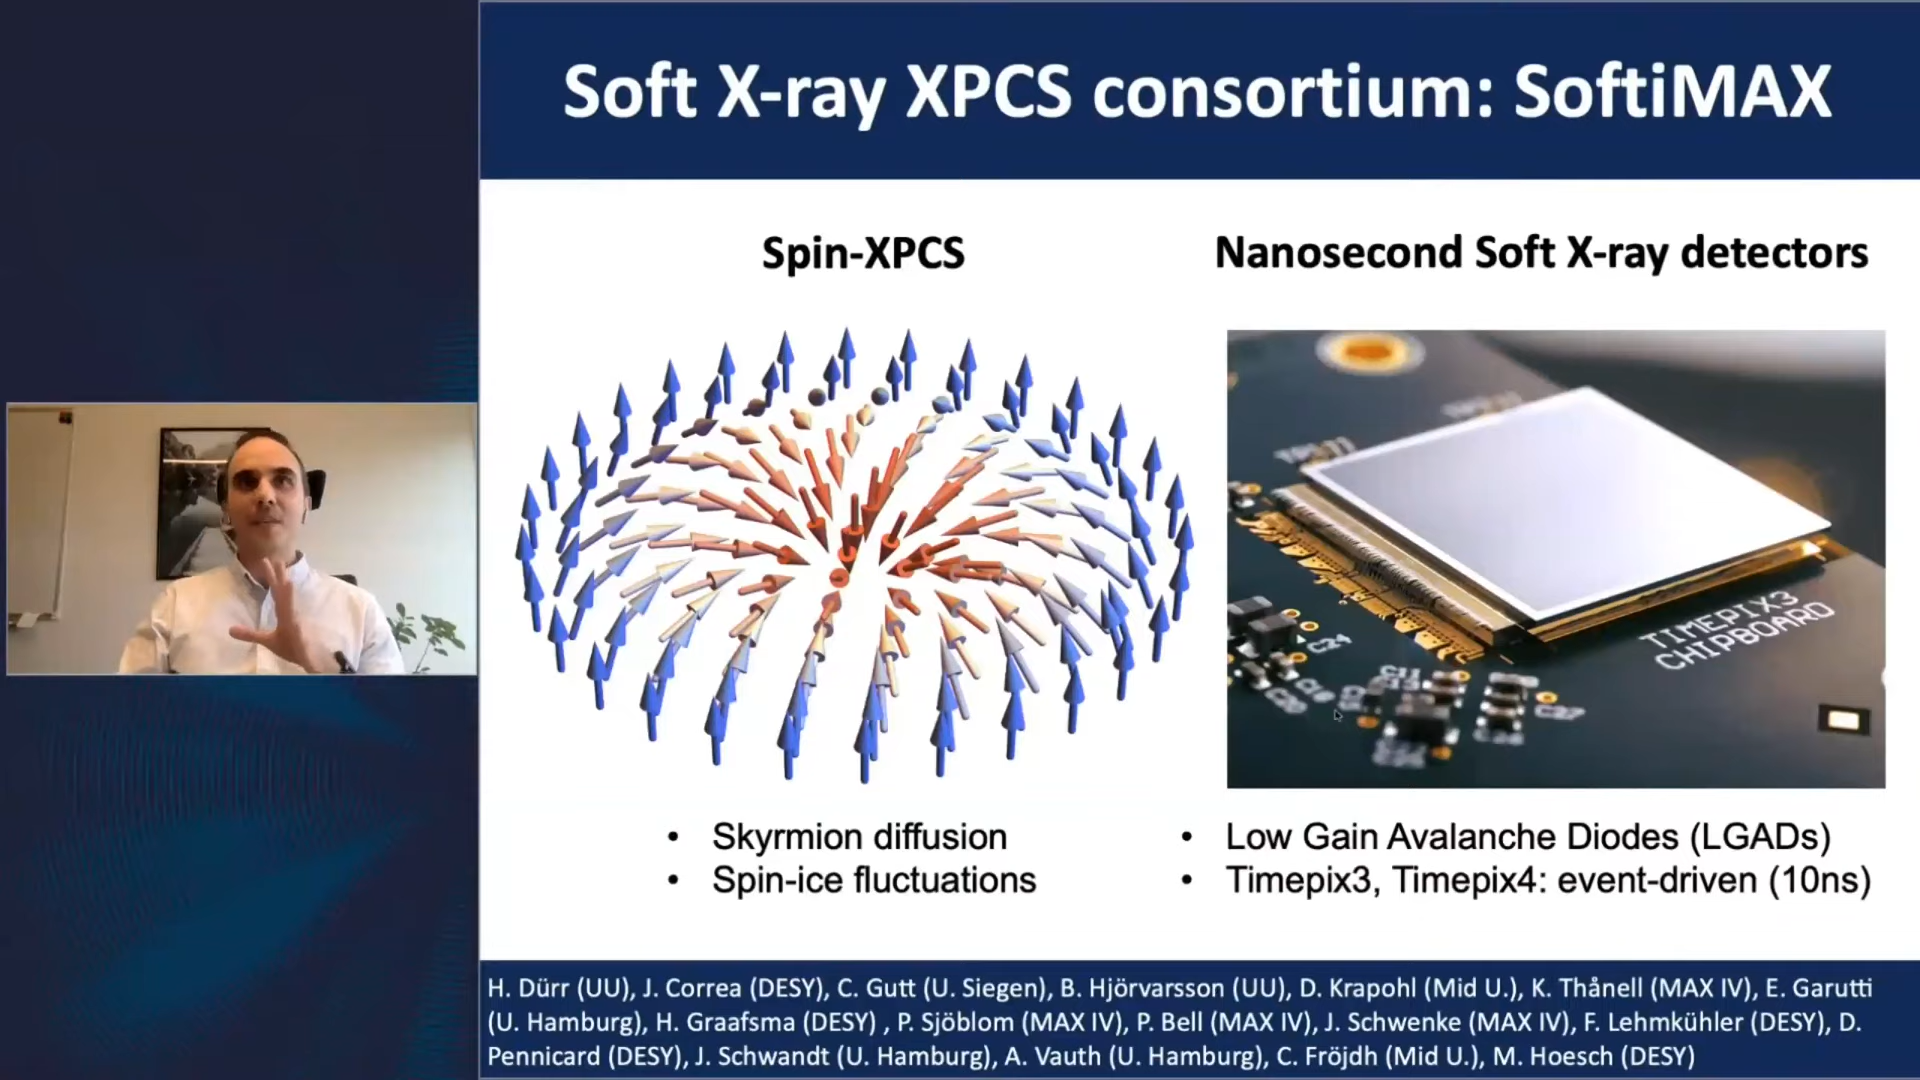 Soft X-ray XPCS consortium: SoftiMAX
Spin-XPCS
Nanosecond Soft X-ray detectors
TIMEPIX3
CHIPBOARD
C24
C11
C27
• Skyrmion diffusion
• Spin-ice fluctuations
• Low Gain Avalanche Diodes (LGADs)
• Timepix3, Timepix4: event-driven (10ns)
H. Dürr (UU), J. Correa (DESY), C. Gutt (U. Siegen), B. Hjörvarsson (UU), D. Krapohl (Mid U.), K. Thånell (MAX IV), E. Garutti
(U. Hamburg), H. Graafsma (DESY) , P. Sjöblom (MAX IV), P. Bell (MAX IV), J. Schwenke (MAX IV), F. Lehmkühler (DESY), D.
Pennicard (DESY), J. Schwandt (U. Hamburg), A. Vauth (U. Hamburg), C. Fröjdh (Mid U.), M. Hoesch (DESY)